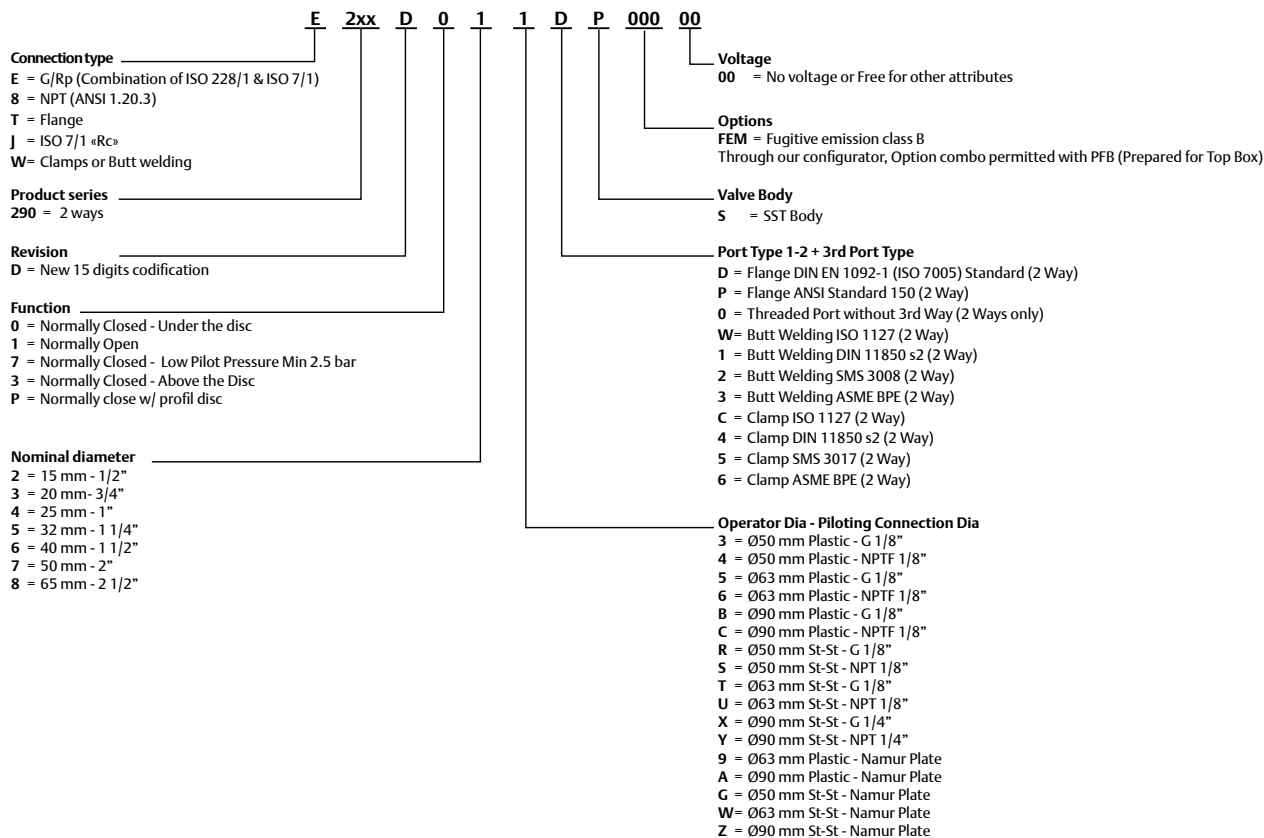 E 2xx D 0 1 1 D P 000 00
Connection type
E = G/Rp (Combination of ISO 228/1 & ISO 7/1)
8 = NPT (ANSI 1.20.3)
T = Flange
J = ISO 7/1 «Rc»
W= Clamps or Butt welding
Product series
290 = 2 ways
Revision
D = New 15 digits codification
Function
0 = Normally Closed - Under the disc
1 = Normally Open
7 = Normally Closed - Low Pilot Pressure Min 2.5 bar
3 = Normally Closed - Above the Disc
P = Normally close w/ profil disc
Nominal diameter
2 = 15 mm - 1/2”
3 = 20 mm- 3/4”
4 = 25 mm - 1”
5 = 32 mm - 1 1/4”
6 = 40 mm - 1 1/2”
7 = 50 mm - 2”
8 = 65 mm - 2 1/2”
Voltage
00 = No voltage or Free for other attributes
Options
FEM = Fugitive emission class B
Through our configurator, Option combo permitted with PFB (Prepared for Top Box)
Valve Body
S = SST Body
Port Type 1-2 + 3rd Port Type
D = Flange DIN EN 1092-1 (ISO 7005) Standard (2 Way)
P = Flange ANSI Standard 150 (2 Way)
0 = Threaded Port without 3rd Way (2 Ways only)
W= Butt Welding ISO 1127 (2 Way)
1 = Butt Welding DIN 11850 s2 (2 Way)
2 = Butt Welding SMS 3008 (2 Way)
3 = Butt Welding ASME BPE (2 Way)
C = Clamp ISO 1127 (2 Way)
4 = Clamp DIN 11850 s2 (2 Way)
5 = Clamp SMS 3017 (2 Way)
6 = Clamp ASME BPE (2 Way)
Operator Dia - Piloting Connection Dia
3 = Ø50 mm Plastic - G 1/8”
4 = Ø50 mm Plastic - NPTF 1/8”
5 = Ø63 mm Plastic - G 1/8”
6 = Ø63 mm Plastic - NPTF 1/8”
B = Ø90 mm Plastic - G 1/8”
C = Ø90 mm Plastic - NPTF 1/8”
R = Ø50 mm St-St - G 1/8”
S = Ø50 mm St-St - NPT 1/8”
T = Ø63 mm St-St - G 1/8”
U = Ø63 mm St-St - NPT 1/8”
X = Ø90 mm St-St - G 1/4”
Y = Ø90 mm St-St - NPT 1/4”
9 = Ø63 mm Plastic - Namur Plate
A = Ø90 mm Plastic - Namur Plate
G = Ø50 mm St-St - Namur Plate
W= Ø63 mm St-St - Namur Plate
Z = Ø90 mm St-St - Namur Plate